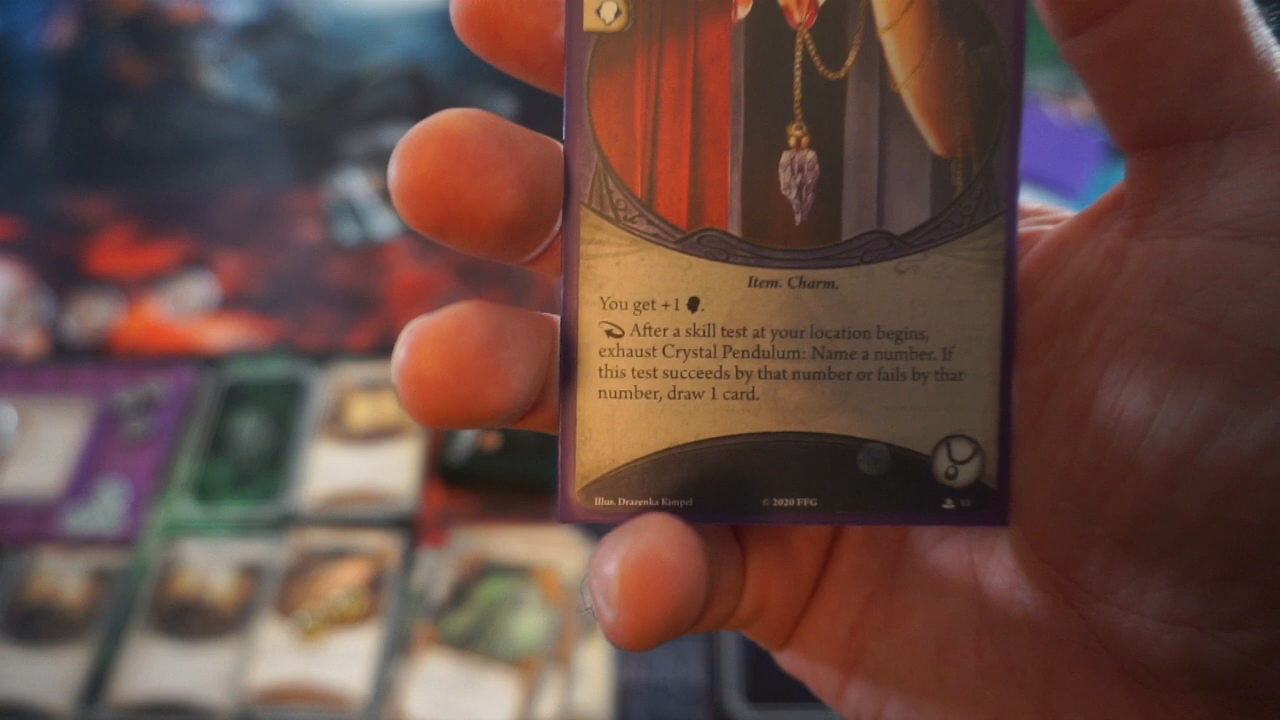 Item. Charm.
You get +1 .
After a skill test at your location begins,
exhaust Crystal Pendulum: Name a number. If
this test succeeds by that number or fails by that
number, draw 1 card.
Illus. Drazenka Kimpel © 2020 FFG